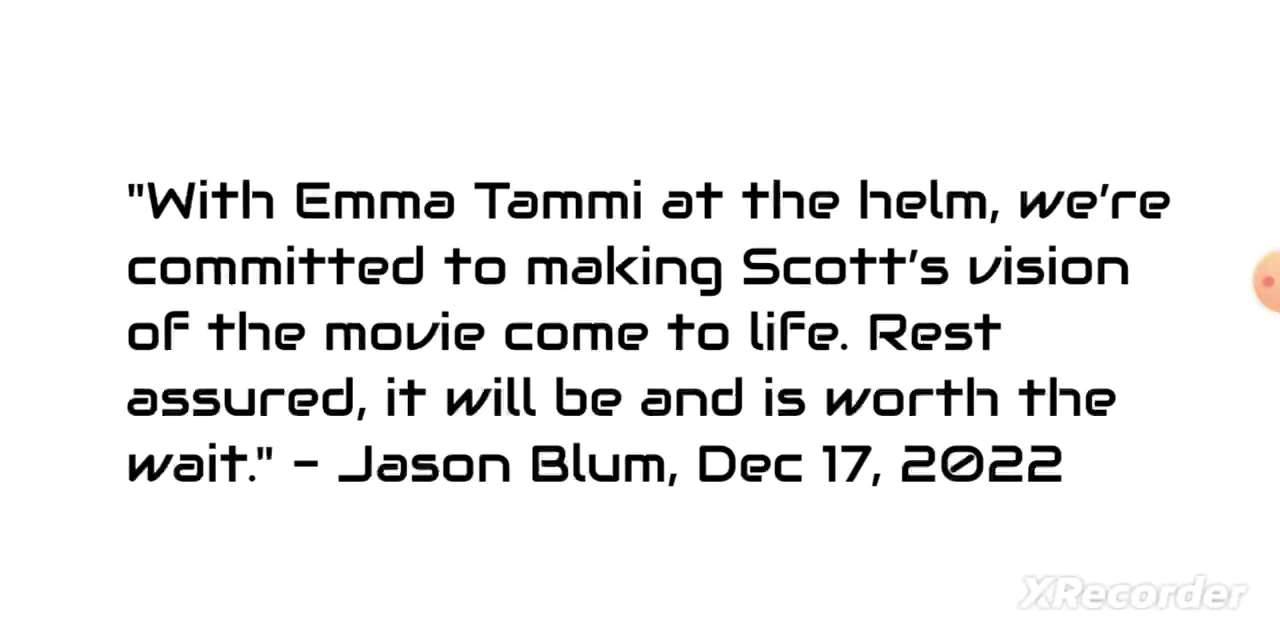 "With Emma Tammi at the helm, we're
committed to making Scott's vision
of the movie come to life. Rest
assured, it will be and is worth the
wait." - Jason Blum, Dec 17, 2022
XRecorder